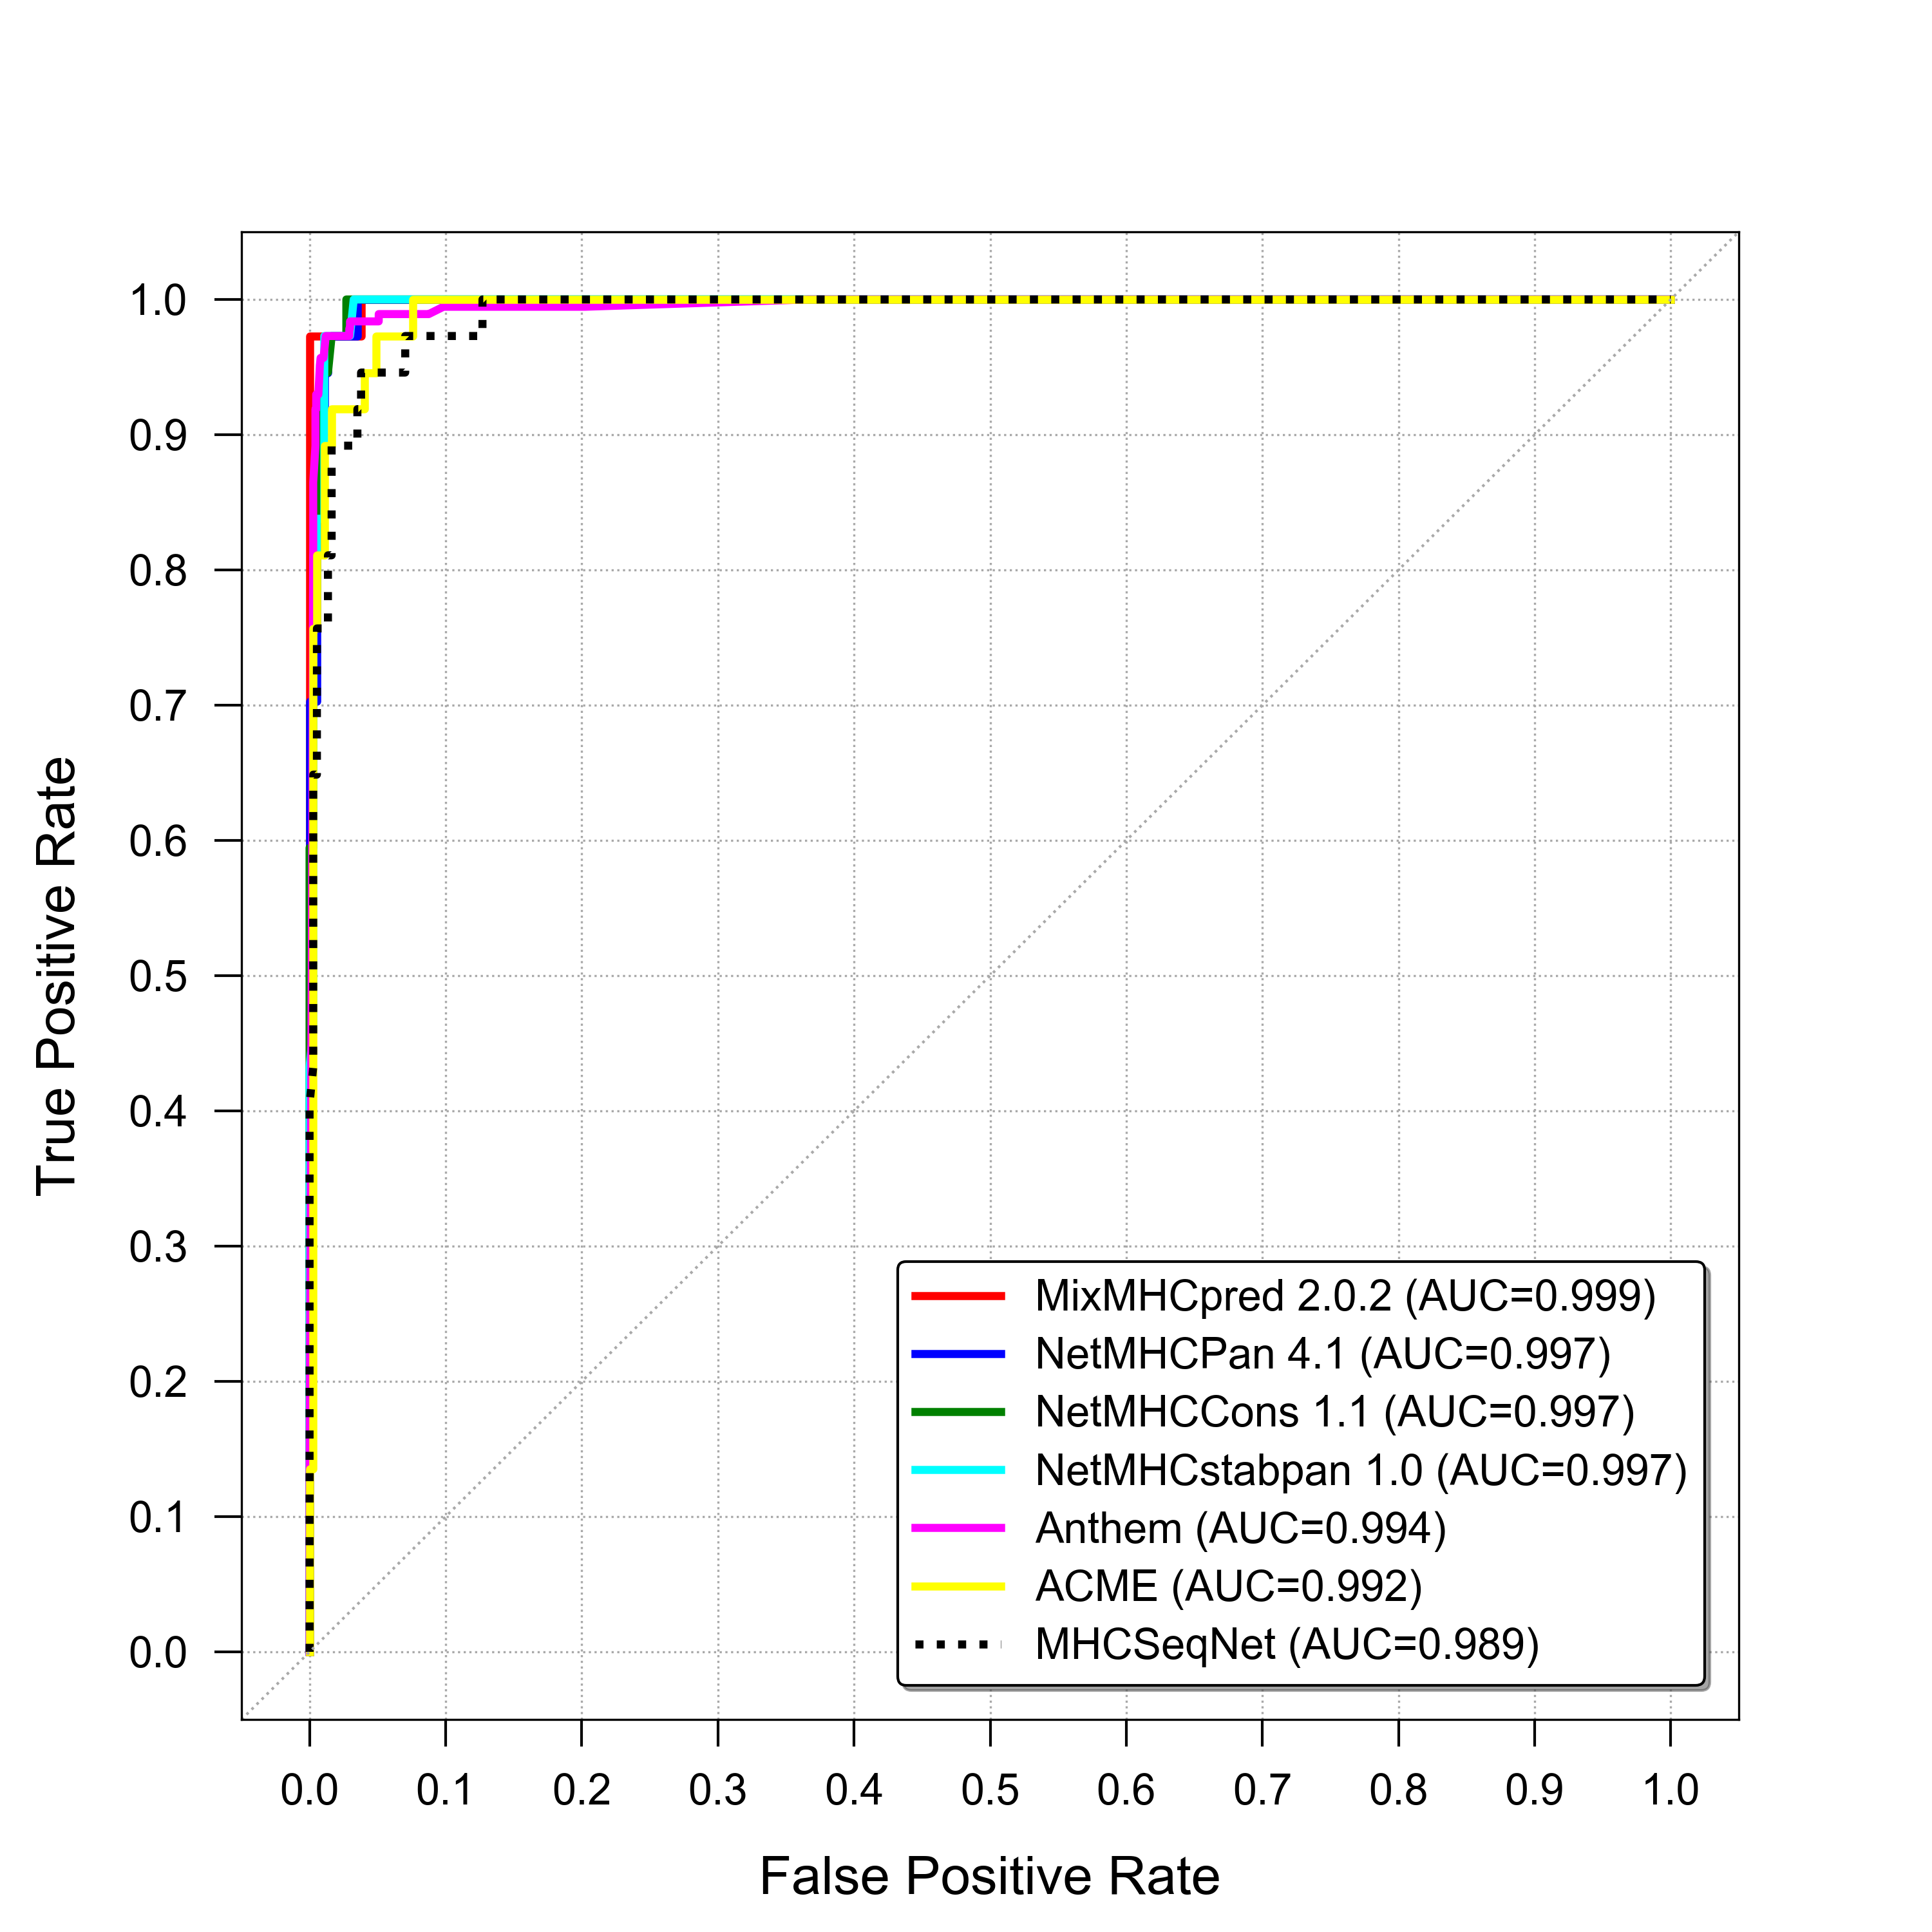 1.0
0.9
0.8
0.7
0.6
0.5
0.4
0.3
0.2
0.1
0.0
True Positive Rate
MixMHCpred 2.0.2 (AUC=0.999)
NetMHCPan 4.1 (AUC=0.997)
NetMHCCons 1.1 (AUC=0.997)
NetMHCstabpan 1.0 (AUC=0.997)
Anthem (AUC=0.994)
ACME (AUC=0.992)
MHCSeqNet (AUC=0.989)
0.0 0.1 0.2 0.3 0.4 0.5 0.6 0.7 0.8 0.9 1.0
False Positive Rate